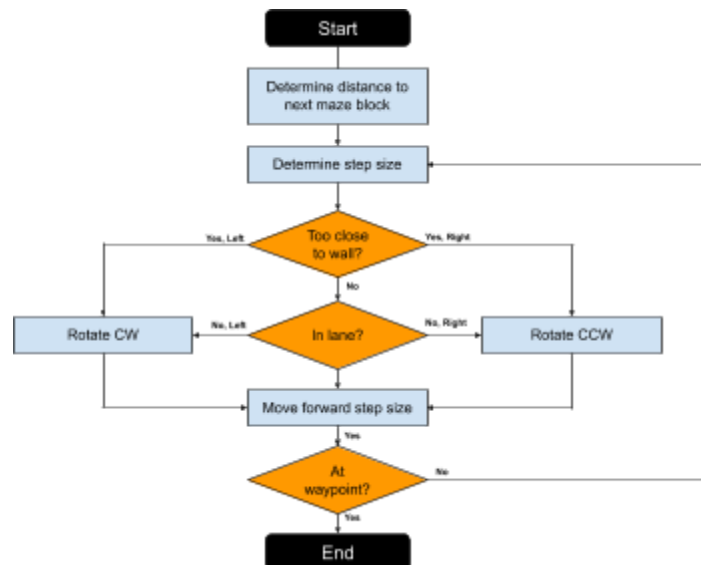 Start
Determine distance to
next maze block
Determine step size
Too close
to wall?
Yes, Left
Yes, Right
No
In lane?
No, Left
No, Right
Rotate CW
Rotate CCW
Move forward step size
Yes
At
waypoint?
No
Yes
End